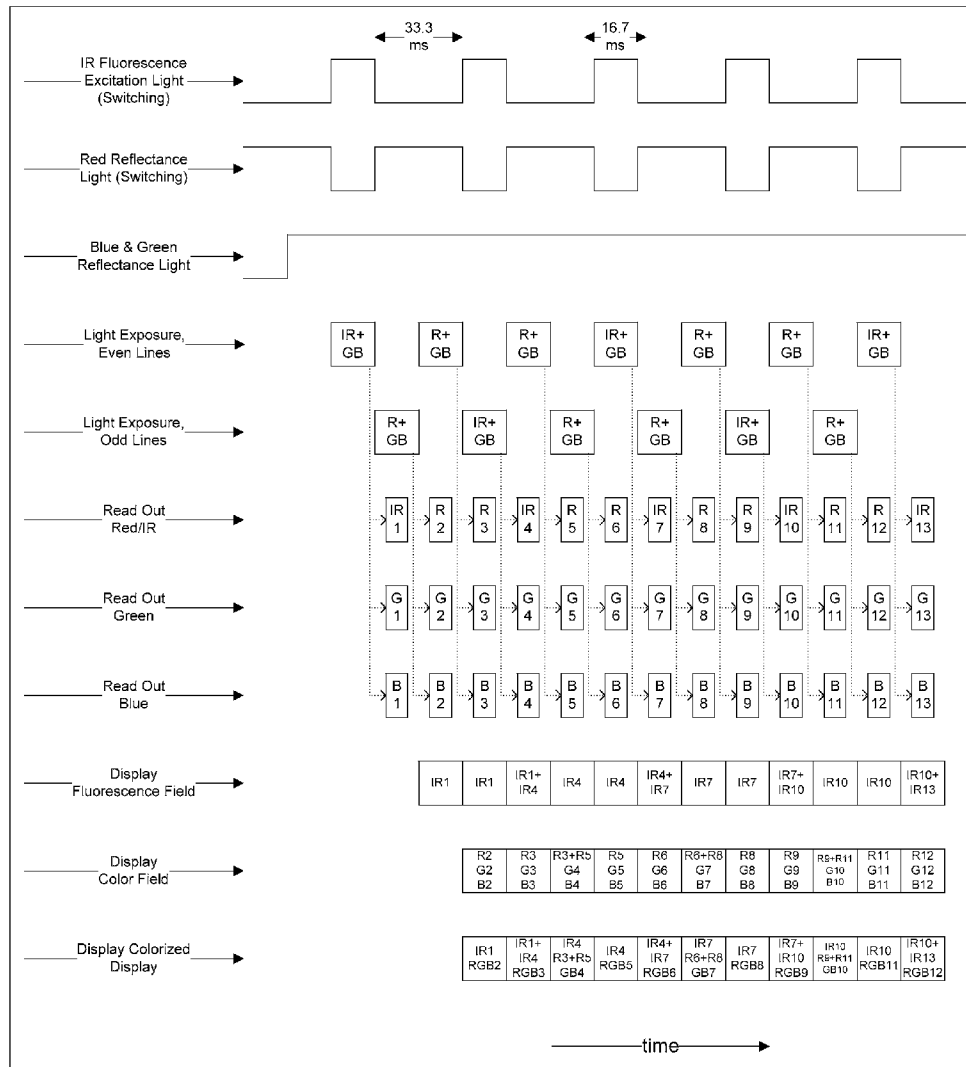 33.3
ms
16.7
ms
IR Fluorescence
Excitation Light
(Switching)
Red Reflectance
Light (Switching)
Blue & Green
Reflectance Light
Light Exposure,
Even Lines
IR+
GB
R+
GB
R+
GB
IR+
GB
R+
GB
R+
GB
IR+
GB
Light Exposure,
Odd Lines
R+
GB
IR+
GB
R+
GB
R+
GB
IR+
GB
R+
GB
Read Out
Red/IR
IR
1
R
2
R
3
IR
4
R
5
R
6
IR
7
R
8
R
9
IR
10
R
11
R
12
IR
13
Read Out
Green
G
1
G
2
G
3
G
4
G
5
G
6
G
7
G
8
G
9
G
10
G
11
G
12
G
13
Read Out
Blue
B
1
B
2
B
3
B
4
B
5
B
6
B
7
B
8
B
9
B
10
B
11
B
12
B
13
Display
Fluorescence Field
IR1
IR1
IR1+
IR4
IR4
IR4
IR4+
IR7
IR7
IR7
IR7+
IR10
IR10
IR10
IR10+
IR13
Display
Color Field
R2
G2
B2
R3
G3
B3
R3+R5
G4
B4
R5
G5
B5
R6
G6
B6
R6+R8
G7
B7
R8
G8
B8
R9
G9
B9
R9+R11
G10
B10
R11
G11
B11
R12
G12
B12
Display Colorized
Display
IR1
RGB2
IR1+
IR4
RGB3
IR4
R3+R5
GB4
IR4
RGB5
IR4+
IR7
RGB6
IR7
R6+R8
GB7
IR7
RGB8
IR7+
IR10
RGB9
IR10
R9+R11
GB10
IR10
RGB11
IR10+
IR13
RGB12
time